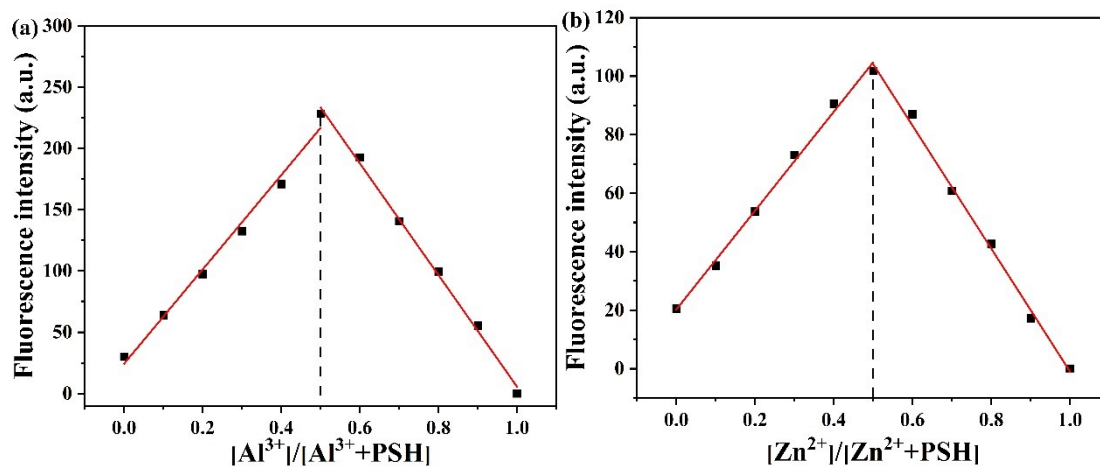 (a)
Fluorescence intensity (a.u.)
300
250
200
150
100
50
0
0.0 0.2 0.4 0.6 0.8 1.0
[Al³⁺]/[Al³⁺+PSH]
(b)
Fluorescence intensity (a.u.)
120
100
80
60
40
20
0
0.0 0.2 0.4 0.6 0.8 1.0
[Zn²⁺]/[Zn²⁺+PSH]